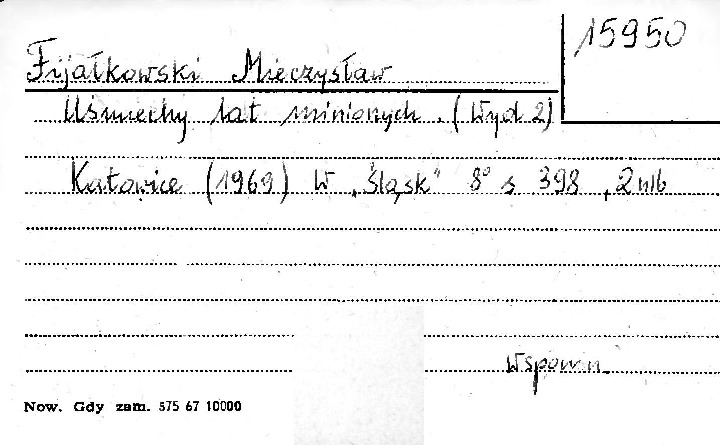 15950
Fijałkowski Mieczysław
Uśmiechy lat minionych. (Wyd 2)
Katowice (1969) W "Śląsk" 8° s 398, 2 nlb
Wspomn.
Now. Gdy zam. 575 67 10000